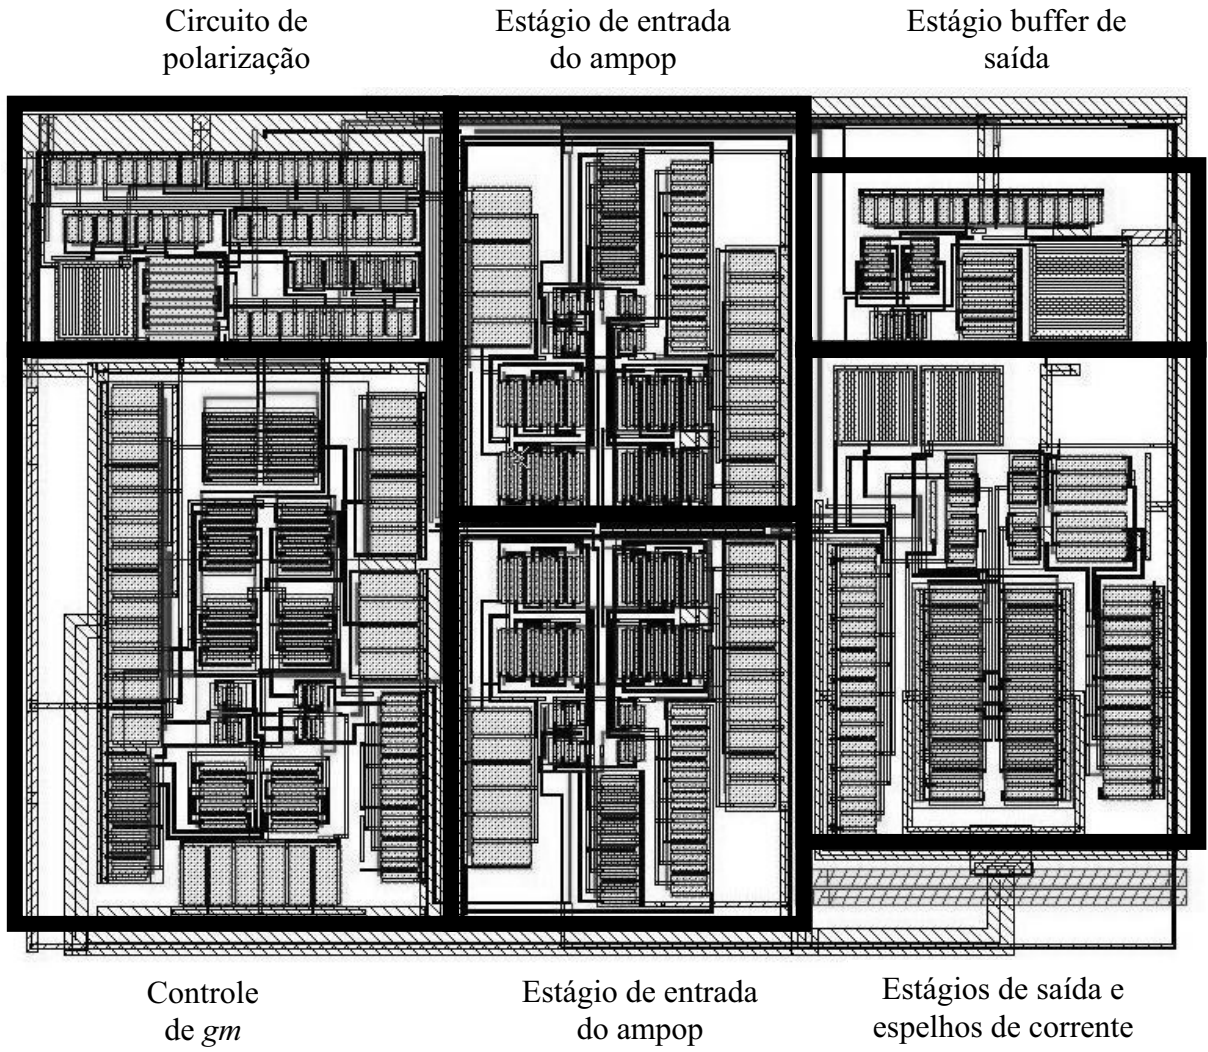 Circuito de
polarização
Estágio de entrada
do ampop
Estágio buffer de
saída
Controle
de gm
Estágio de entrada
do ampop
Estágios de saída e
espelhos de corrente